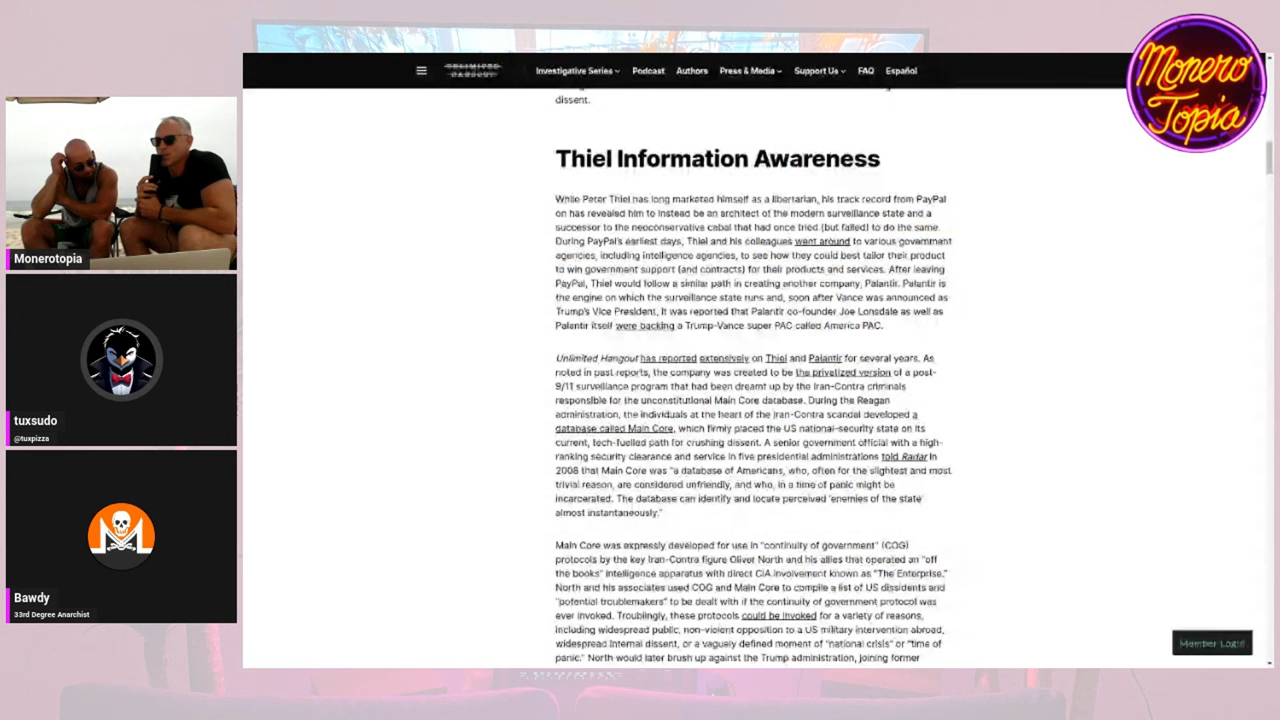 UNLIMITED
HANGOUT
Investigative Series
Podcast
Authors
Press & Media
Support Us
FAQ
Español
Monero
Topia
dissent.
Thiel Information Awareness
While Peter Thiel has long marketed himself as a libertarian, his track record from PayPal
on has revealed him to instead be an architect of the modern surveillance state and a
successor to the neoconservative cabal that had once tried (but failed) to do the same.
During PayPal's earliest days, Thiel and his colleagues went around to various government
agencies, including intelligence agencies, to see how they could best tailor their product
to win government support (and contracts) for their products and services. After leaving
PayPal, Thiel would follow a similar path in creating another company, Palantir. Palantir is
the engine on which the surveillance state runs and, soon after Vance was announced as
Trump's Vice President, it was reported that Palantir co-founder Joe Lonsdale as well as
Palantir itself were backing a Trump-Vance super PAC called America PAC.
Unlimited Hangout has reported extensively on Thiel and Palantir for several years. As
noted in past reports, the company was created to be the privatized version of a post-
9/11 surveillance program that had been dreamt up by the Iran-Contra criminals
responsible for the unconstitutional Main Core database. During the Reagan
administration, the individuals at the heart of the Iran-Contra scandal developed a
database called Main Core, which firmly placed the US national-security state on its
current, tech-fuelled path for crushing dissent. A senior government official with a high-
ranking security clearance and service in five presidential administrations told Radar in
2008 that Main Core was "a database of Americans, who, often for the slightest and most
trivial reason, are considered unfriendly, and who, in a time of panic might be
incarcerated. The database can identify and locate perceived 'enemies of the state'
almost instantaneously."
Main Core was expressly developed for use in "continuity of government" (COG)
protocols by the key Iran-Contra figure Oliver North and his allies that operated an "off
the books" intelligence apparatus with direct CIA involvement known as "The Enterprise."
North and his associates used COG and Main Core to compile a list of US dissidents and
"potential troublemakers" to be dealt with if the continuity of government protocol was
ever invoked. Troublingly, these protocols could be invoked for a variety of reasons,
including widespread public, non-violent opposition to a US military intervention abroad,
widespread internal dissent, or a vaguely defined moment of "national crisis" or "time of
panic." North would later brush up against the Trump administration, joining former
Member Login
Monerotopia
tuxsudo
@tuxpizza
M
Bawdy
33rd Degree Anarchist